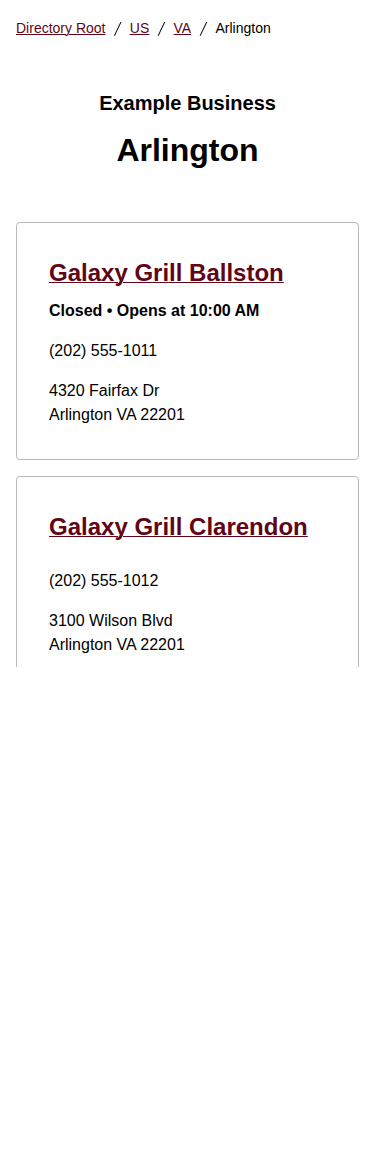 Directory Root / US / VA / Arlington
Example Business
Arlington
Galaxy Grill Ballston
Closed • Opens at 10:00 AM
(202) 555-1011
4320 Fairfax Dr
Arlington VA 22201
Galaxy Grill Clarendon
(202) 555-1012
3100 Wilson Blvd
Arlington VA 22201